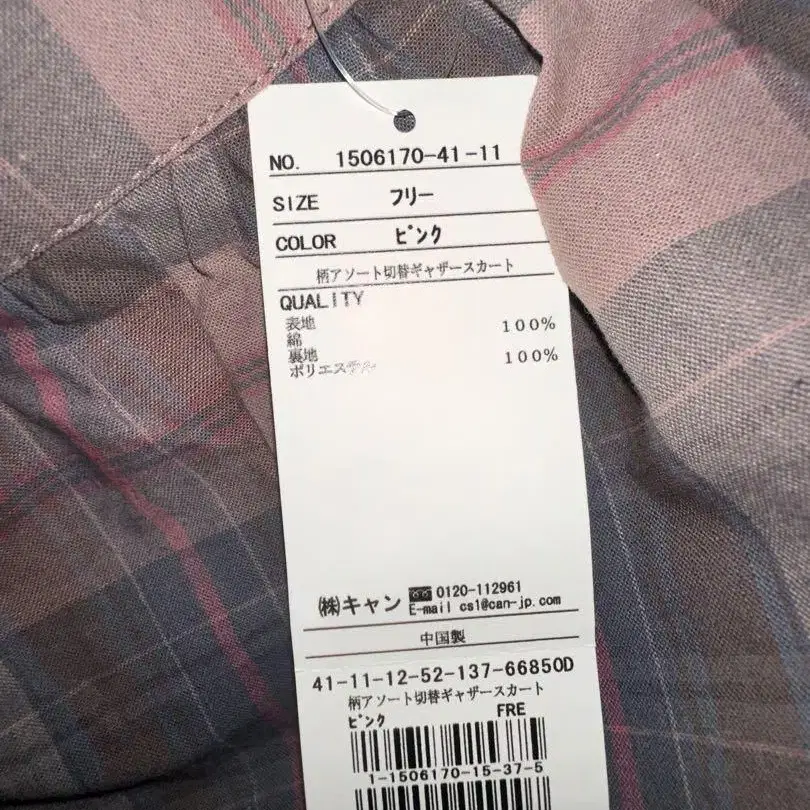 NO. 1506170-41-11
SIZE フリー
COLOR ピンク
柄アソート切替ギャザースカート
QUALITY
表地
綿 100%
裏地
ポリエステル 100%
㈱キャン 0120-112961
E-mail cs1@can-jp.com
中国製
41-11-12-52-137-66850D
柄アソート切替ギャザースカート
ピンク FRE
1-1506170-15-37-5